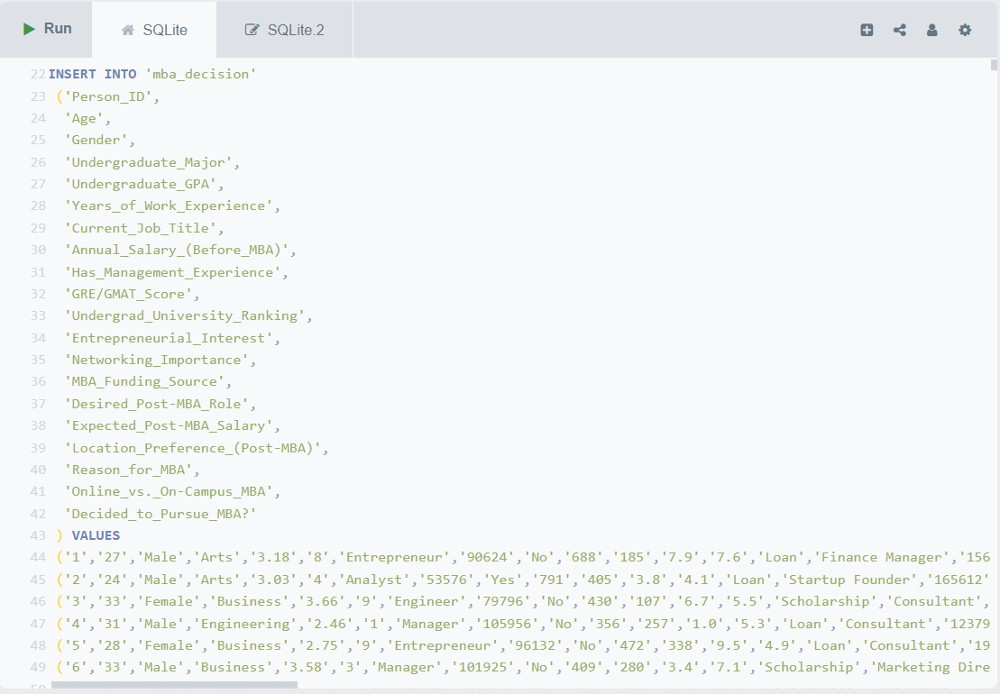 Run SQLite SQLite.2
22 INSERT INTO 'mba_decision'
23 ('Person_ID',
24 'Age',
25 'Gender',
26 'Undergraduate_Major',
27 'Undergraduate_GPA',
28 'Years_of_Work_Experience',
29 'Current_Job_Title',
30 'Annual_Salary_(Before_MBA)',
31 'Has_Management_Experience',
32 'GRE/GMAT_Score',
33 'Undergrad_University_Ranking',
34 'Entrepreneurial_Interest',
35 'Networking_Importance',
36 'MBA_Funding_Source',
37 'Desired_Post-MBA_Role',
38 'Expected_Post-MBA_Salary',
39 'Location_Preference_(Post-MBA)',
40 'Reason_for_MBA',
41 'Online_vs._On-Campus_MBA',
42 'Decided_to_Pursue_MBA?'
43 ) VALUES
44 ('1','27','Male','Arts','3.18','8','Entrepreneur','90624','No','688','185','7.9','7.6','Loan','Finance Manager','156
45 ('2','24','Male','Arts','3.03','4','Analyst','53576','Yes','791','405','3.8','4.1','Loan','Startup Founder','165612'
46 ('3','33','Female','Business','3.66','9','Engineer','79796','No','430','107','6.7','5.5','Scholarship','Consultant',
47 ('4','31','Male','Engineering','2.46','1','Manager','105956','No','356','257','1.0','5.3','Loan','Consultant','12379
48 ('5','28','Female','Business','2.75','9','Entrepreneur','96132','No','472','338','9.5','4.9','Loan','Consultant','19
49 ('6','33','Male','Business','3.58','3','Manager','101925','No','409','280','3.4','7.1','Scholarship','Marketing Dire